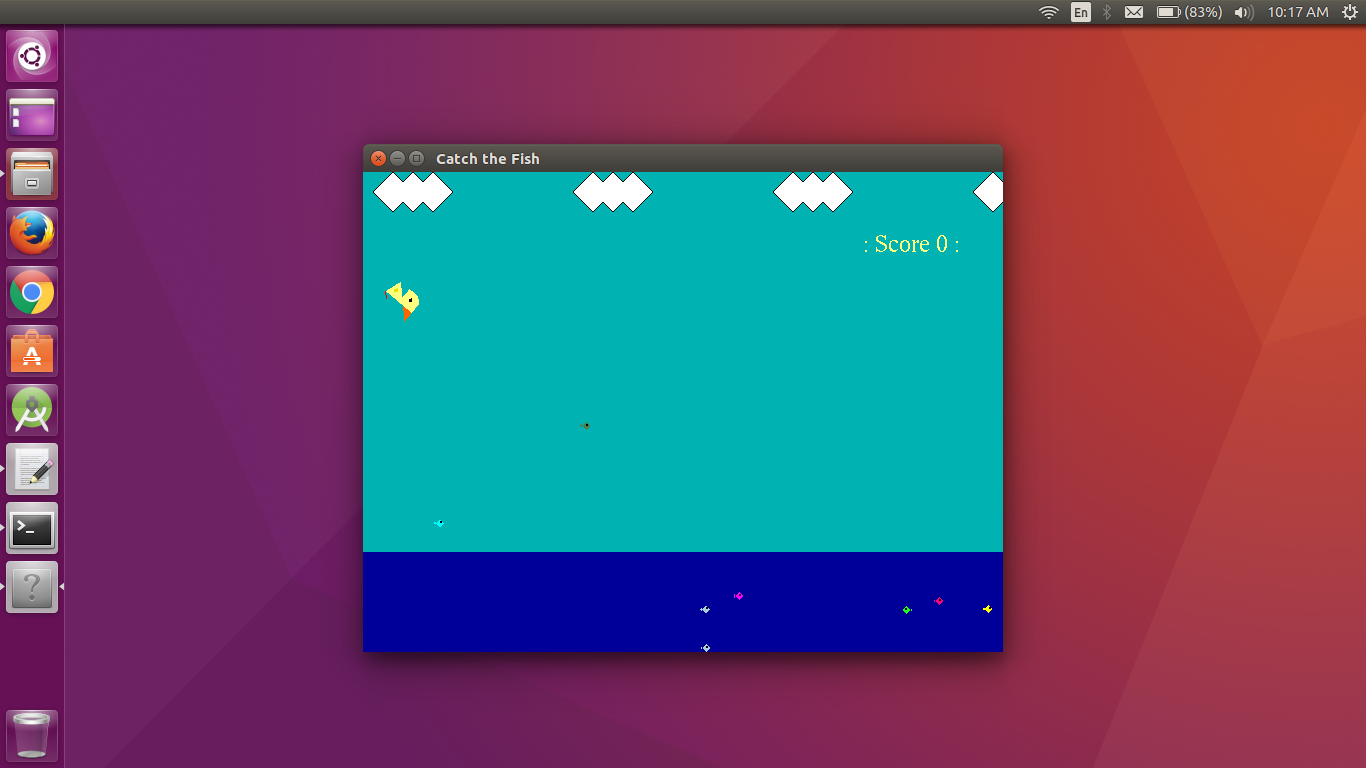 En
(83%)
10:17 AM
Catch the Fish
: Score 0 :